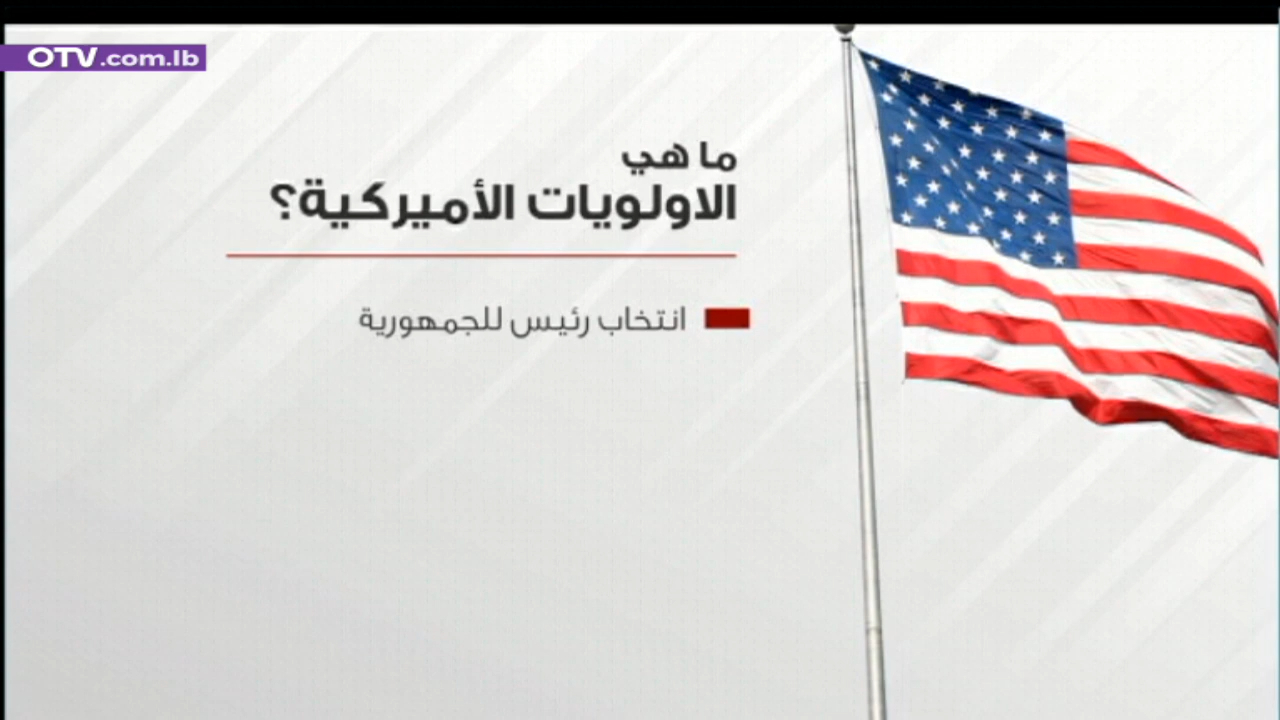 OTV.com.lb
ما هي
الاولويات الأميركية؟
انتخاب رئيس للجمهورية